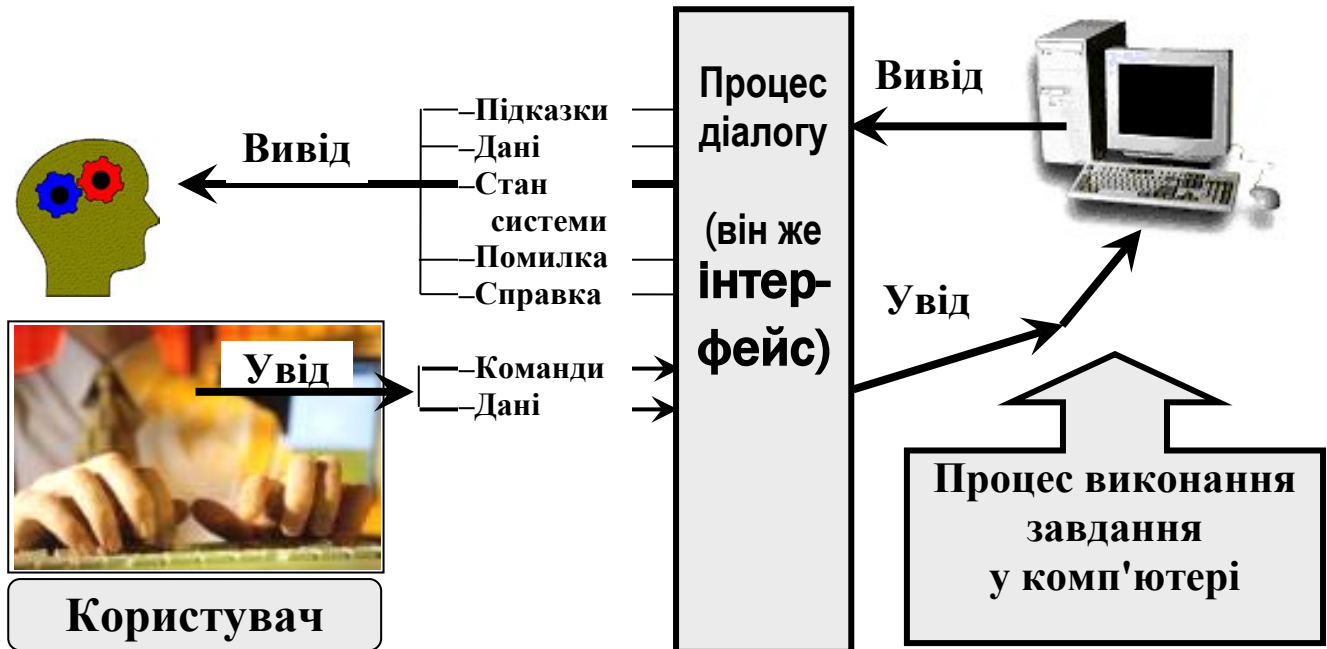 Вивід
–Підказки
–Дані
–Стан
системи
–Помилка
–Справка
Увід
–Команди
–Дані
Користувач
Процес
діалогу
(він же
інтер-
фейс)
Вивід
Увід
Процес виконання
завдання
у комп'ютері